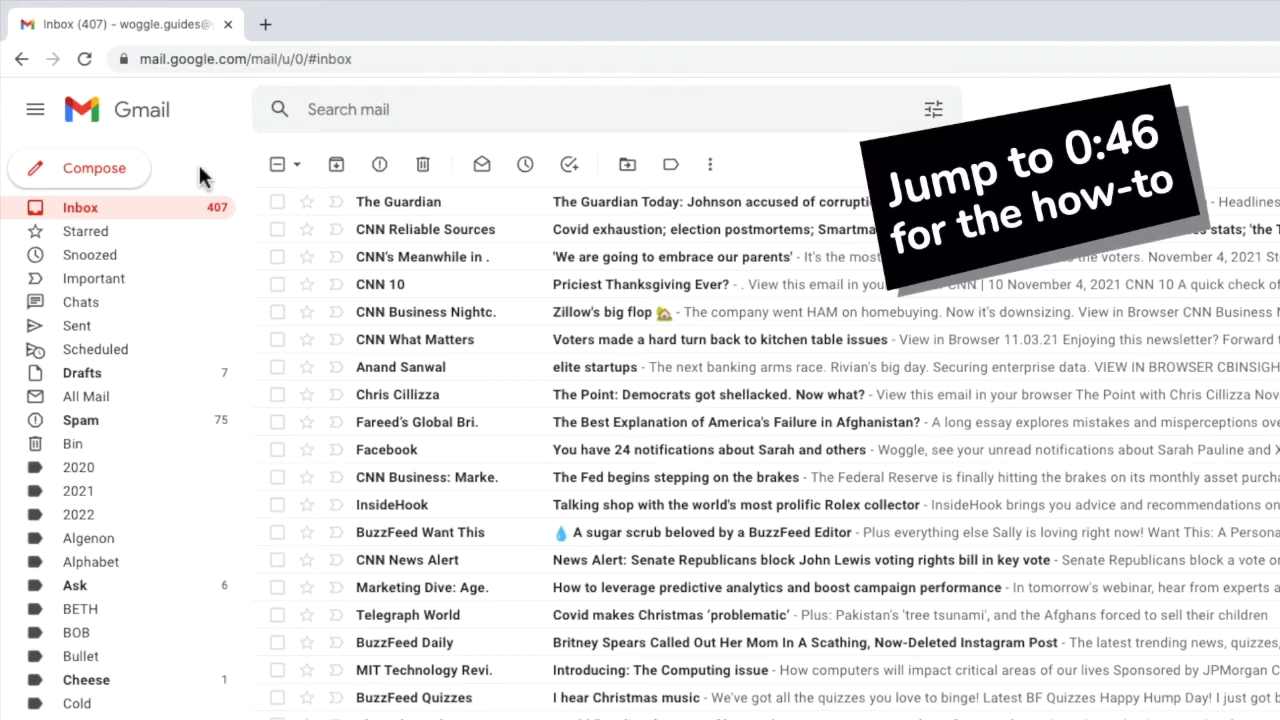 Inbox (407) - woggle.guides@
mail.google.com/mail/u/0/#inbox
Gmail
Search mail
Jump to 0:46
for the how-to
Compose
Inbox 407
Starred
Snoozed
Important
Chats
Sent
Scheduled
Drafts 7
All Mail
Spam 75
Bin
2020
2021
2022
Algenon
Alphabet
Ask 6
BETH
BOB
Bullet
Cheese 1
Cold
The Guardian The Guardian Today: Johnson accused of - Headlines
CNN Reliable Sources Covid exhaustion; election postmortems; stats; 'the
CNN's Meanwhile in . 'We are going to embrace our parents' - It's the most the voters. November 4, 2021
CNN 10 Priciest Thanksgiving Ever? - . View this email in CNN | 10 November 4, 2021 CNN 10 A quick check of
CNN Business Nightc. Zillow's big flop 🏡 - The company went HAM on homebuying. Now it's downsizing. View in Browser CNN Business
CNN What Matters Voters made a hard turn back to kitchen table issues - View in Browser 11.03.21 Enjoying this newsletter? Forward
Anand Sanwal elite startups - The next banking arms race. Rivian's big day. Securing enterprise data. VIEW IN BROWSER
Chris Cillizza The Point: Democrats got shellacked. Now what? - View this email in your browser The Point with Chris Cillizza
Fareed's Global Bri. The Best Explanation of America's Failure in Afghanistan? - A long essay explores mistakes and misperceptions
Facebook You have 24 notifications about Sarah and others - Woggle, see your unread notifications about Sarah Pauline and
CNN Business: Marke. The Fed begins stepping on the brakes - The Federal Reserve is finally hitting the brakes on its monthly asset
InsideHook Talking shop with the world's most prolific Rolex collector - InsideHook brings you advice and recommendations on
BuzzFeed Want This 💧 A sugar scrub beloved by a BuzzFeed Editor - Plus everything else Sally is loving right now! Want This: A
CNN News Alert News Alert: Senate Republicans block John Lewis voting rights bill in key vote - Senate Republicans block a vote
Marketing Dive: Age. How to leverage predictive analytics and boost campaign performance - In tomorrow's webinar, hear from experts
Telegraph World Covid makes Christmas 'problematic' - Plus: Pakistan's 'tree tsunami', and the Afghans forced to sell their children
BuzzFeed Daily Britney Spears Called Out Her Mom In A Scathing, Now-Deleted Instagram Post - The latest trending news, quizzes,
MIT Technology Revi. Introducing: The Computing issue - How computers will impact critical areas of our lives Sponsored by JPMorgan
BuzzFeed Quizzes I hear Christmas music - We've got all the quizzes you love to binge! Latest BF Quizzes Happy Hump Day! I just got